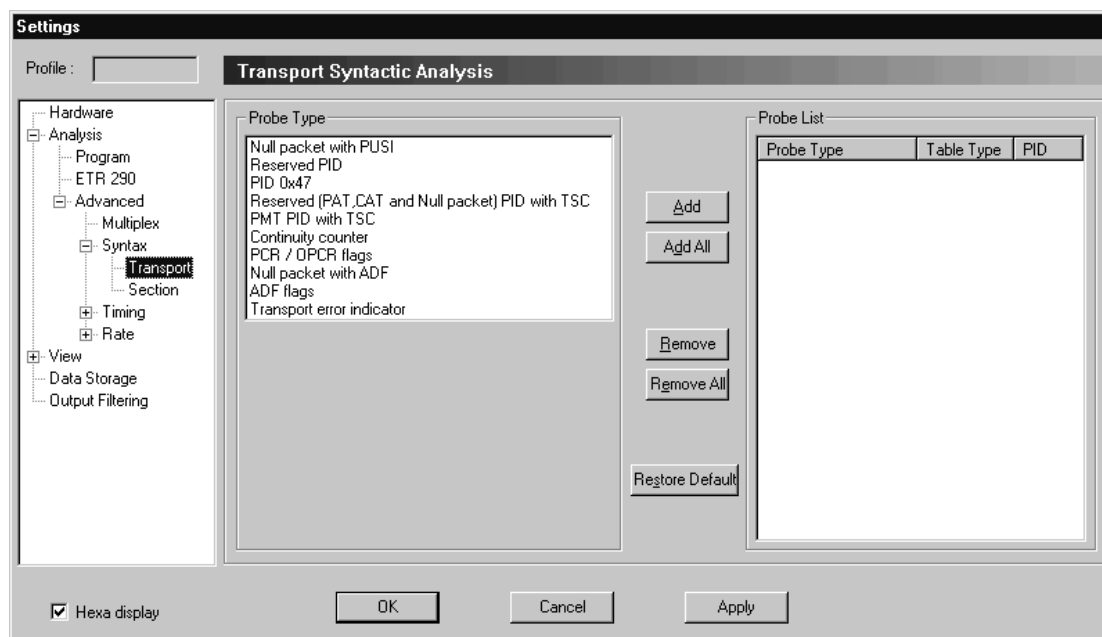 Settings
Profile :
Transport Syntactic Analysis
Hardware
Analysis
Program
ETR 290
Advanced
Multiplex
Syntax
Transport
Section
Timing
Rate
View
Data Storage
Output Filtering
Probe Type
Null packet with PUSI
Reserved PID
PID 0x47
Reserved (PAT,CAT and Null packet) PID with TSC
PMT PID with TSC
Continuity counter
PCR / OPCR flags
Null packet with ADF
ADF flags
Transport error indicator
Add
Add All
Remove
Remove All
Restore Default
Probe List
Probe Type Table Type PID
Hexa display
OK
Cancel
Apply